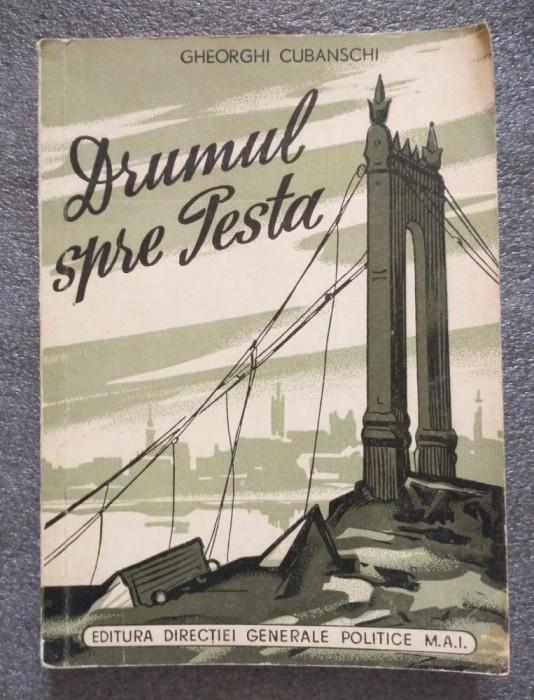 GHEORGHI CUBANSCHI
Drumul
spre Pesta
EDITURA DIRECȚIEI GENERALE POLITICE M.A.I.